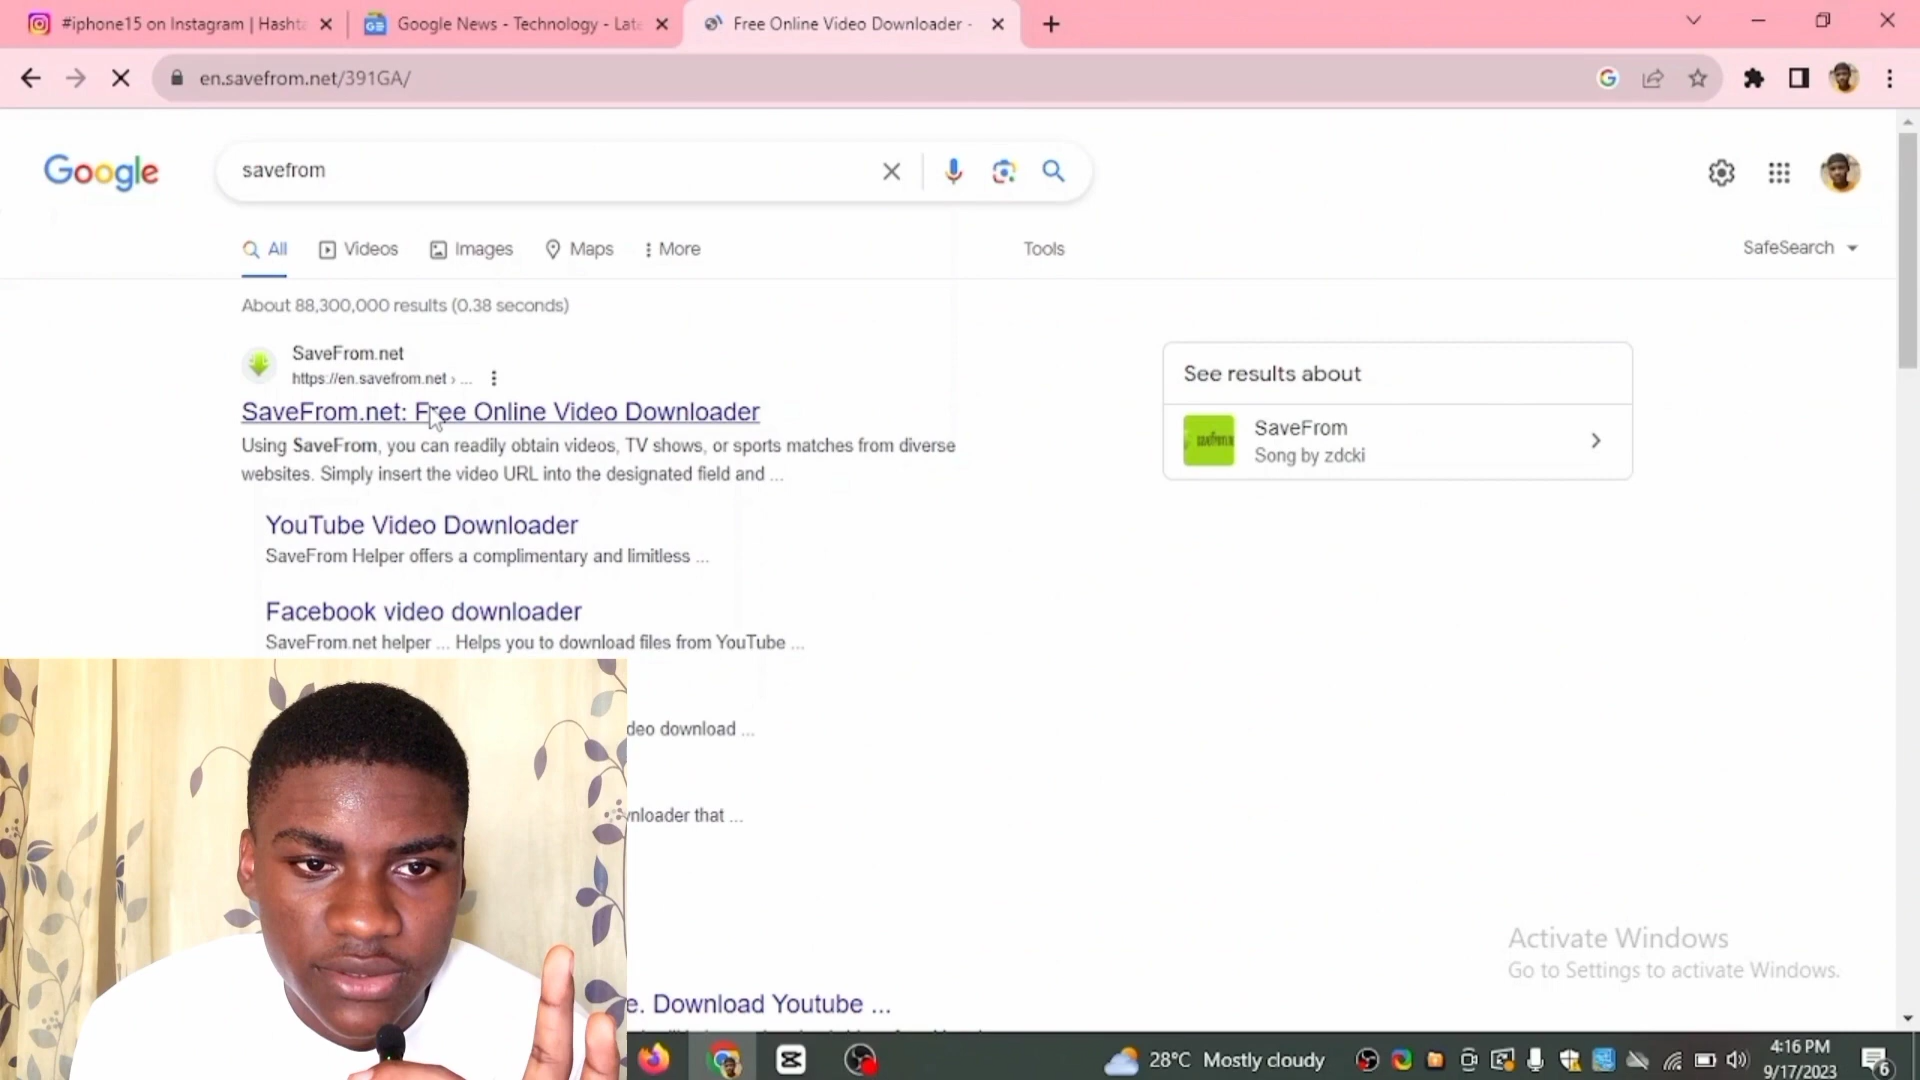 #iphone15 on Instagram | Hashta
Google News - Technology - Late
Free Online Video Downloader -
en.savefrom.net/391GA/
Google
savefrom
All
Videos
Images
Maps
More
Tools
SafeSearch
About 88,300,000 results (0.38 seconds)
SaveFrom.net
https://en.savefrom.net › ...
SaveFrom.net: Free Online Video Downloader
Using SaveFrom, you can readily obtain videos, TV shows, or sports matches from diverse
websites. Simply insert the video URL into the designated field and ...
See results about
SaveFrom
Song by zdcki
YouTube Video Downloader
SaveFrom Helper offers a complimentary and limitless ...
Facebook video downloader
SaveFrom.net helper ... Helps you to download files from YouTube ...
deo download ...
nloader that ...
e. Download Youtube ...
Activate Windows
Go to Settings to activate Windows.
28°C Mostly cloudy
4:16 PM
9/17/2023
6